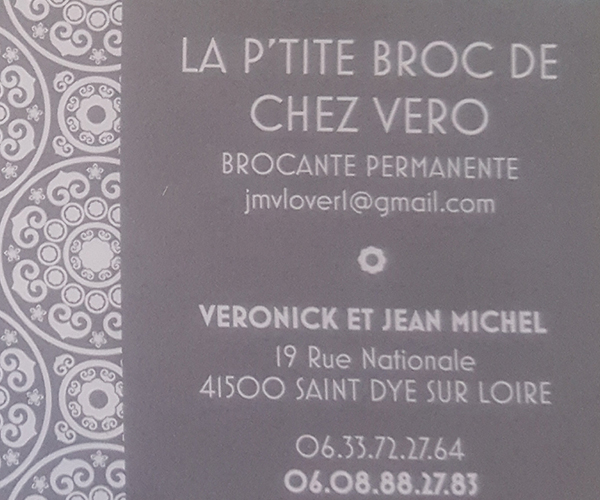 LA P'TITE BROC DE
CHEZ VERO
BROCANTE PERMANENTE
jmvlover1@gmail.com
VERONICK ET JEAN MICHEL
19 Rue Nationale
41500 SAINT DYE SUR LOIRE
06.33.72.27.64
06.08.88.27.83